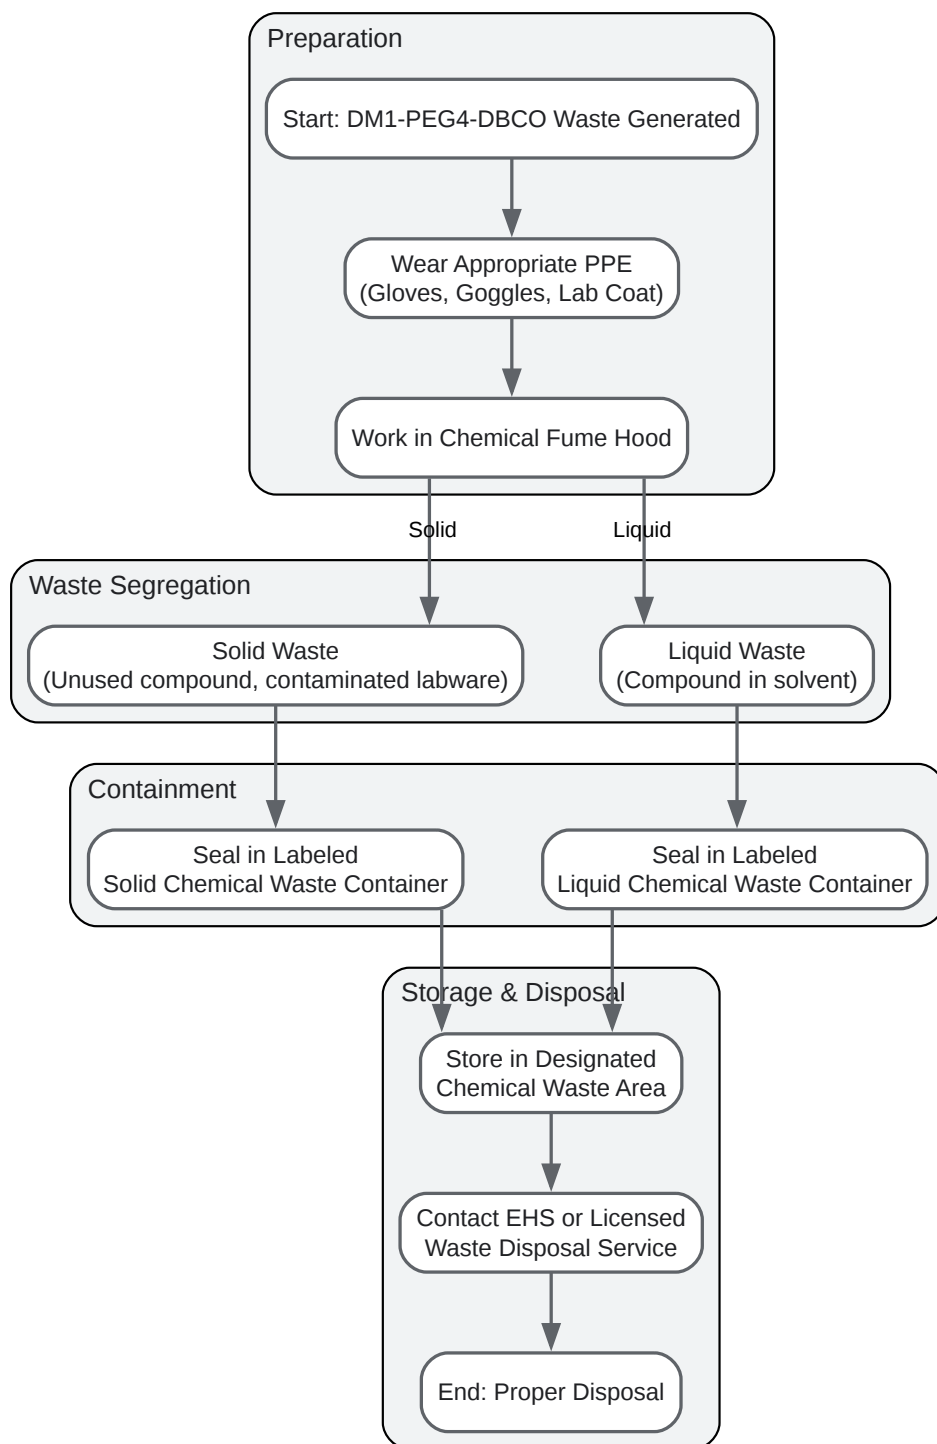 Preparation
Start: DM1-PEG4-DBCO Waste Generated
Wear Appropriate PPE
(Gloves, Goggles, Lab Coat)
Work in Chemical Fume Hood
Solid
Liquid
Waste Segregation
Solid Waste
(Unused compound, contaminated labware)
Liquid Waste
(Compound in solvent)
Containment
Seal in Labeled
Solid Chemical Waste Container
Seal in Labeled
Liquid Chemical Waste Container
Storage & Disposal
Store in Designated
Chemical Waste Area
Contact EHS or Licensed
Waste Disposal Service
End: Proper Disposal